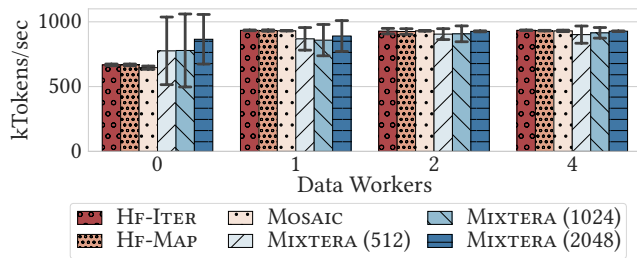 kTokens/sec
1000
500
0
0 1 2 4
Data Workers
HF-ITER MOSAIC MIXTERA (1024)
HF-MAP MIXTERA (512) MIXTERA (2048)